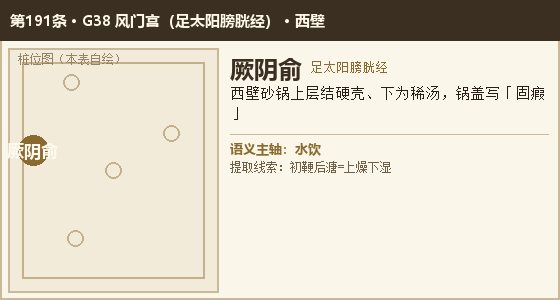 第191条・G38 风门宫（足太阳膀胱经）・西壁
桩位图（本表自绘）
厥阴俞
厥阴俞 足太阳膀胱经
西壁砂锅上层结硬壳、下为稀汤，锅盖写「固瘕
」
语义主轴：水饮
提取线索：初鞕后溏=上燥下湿